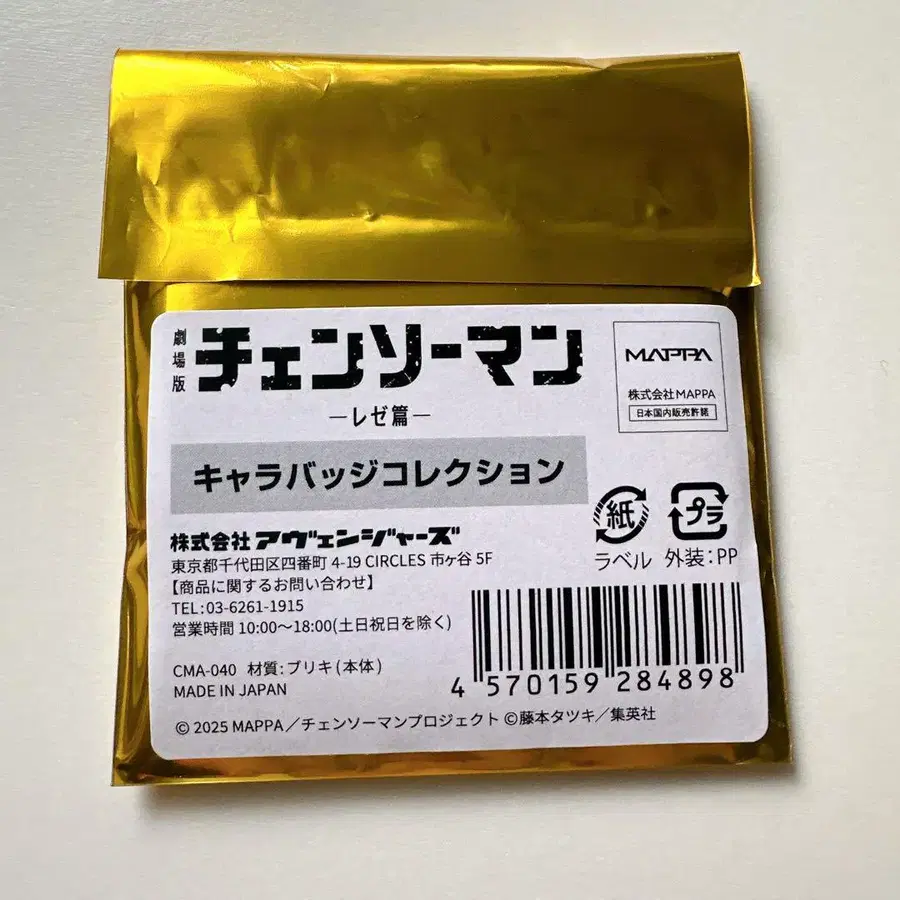 劇場版 チェンソーマン
―レゼ篇―
MAPPA
株式会社MAPPA
日本国内販売許諾
キャラバッジコレクション
紙
ラベル
プラ
外装:PP
株式会社 アヴェンジャーズ
東京都千代田区四番町 4-19 CIRCLES 市ヶ谷 5F
【商品に関するお問い合わせ】
TEL:03-6261-1915
営業時間 10:00〜18:00(土日祝日を除く)
CMA-040 材質:ブリキ(本体)
MADE IN JAPAN
4 570159 284898
© 2025 MAPPA/チェンソーマンプロジェクト ©藤本タツキ/集英社